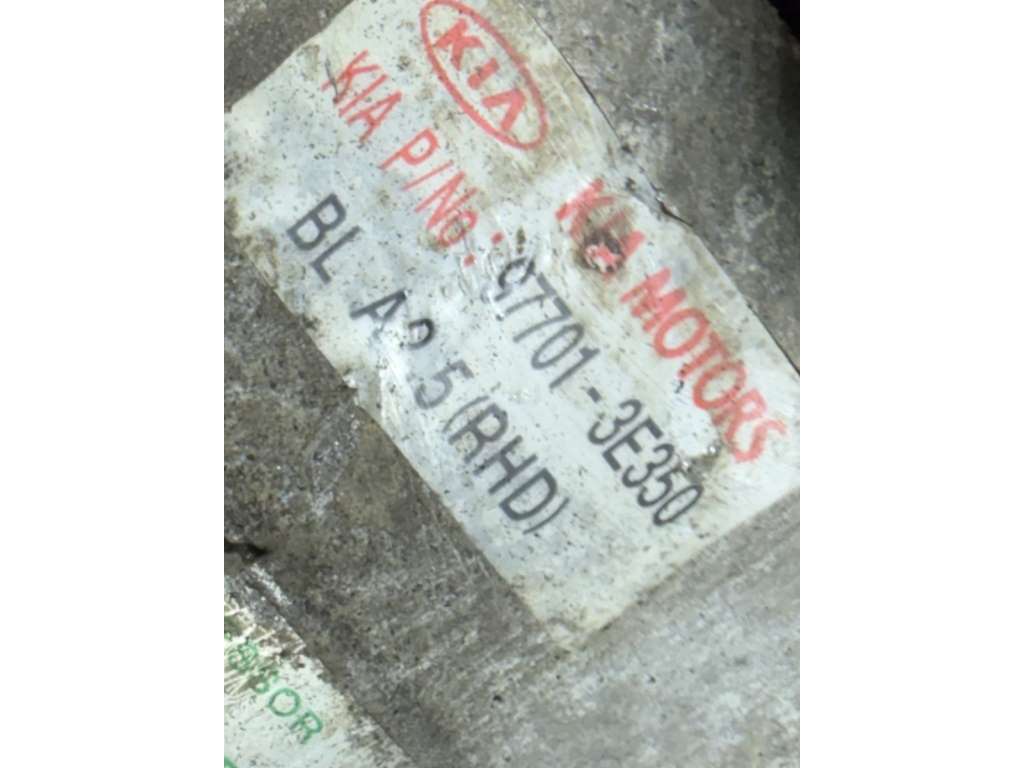 KIA
KIA MOTORS
KIA P/No: 97701-3E350
BL A2.5(RHD)